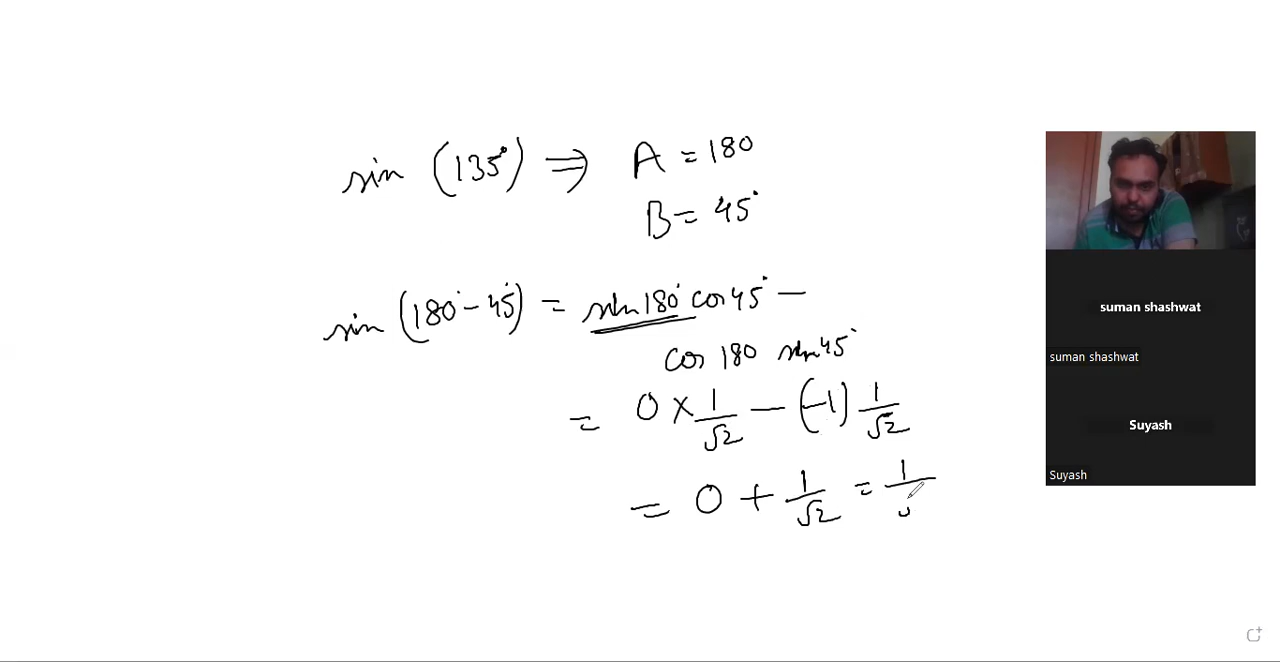 sin (135°) ⇒ A = 180
B = 45°
sin (180° - 45°) = sin 180° cos 45° -
cos 180 sin 45°
= 0 × 1/√2 - (-1) 1/√2
= 0 + 1/√2 = 1/
suman shashwat
suman shashwat
Suyash
Suyash